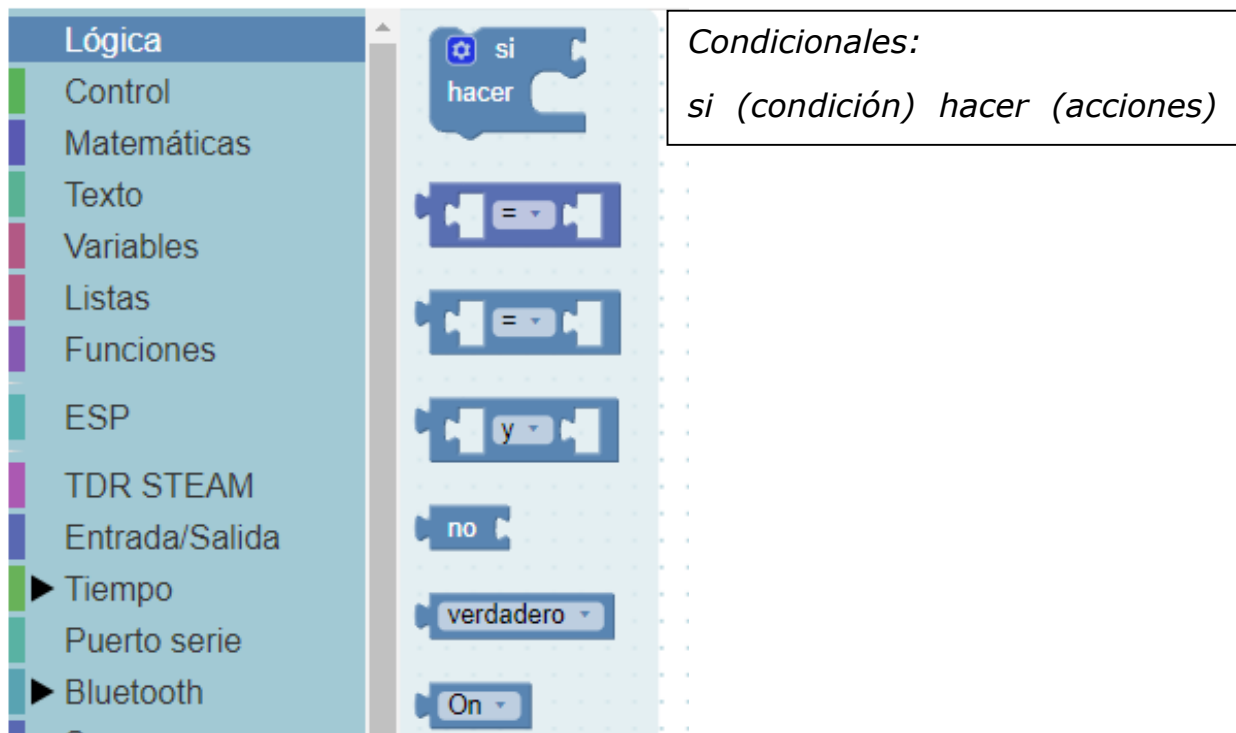 Lógica
Control
Matemáticas
Texto
Variables
Listas
Funciones
ESP
TDR STEAM
Entrada/Salida
Tiempo
Puerto serie
Bluetooth
si
hacer
=
=
y
no
verdadero
On
Condicionales:
si (condición) hacer (acciones)